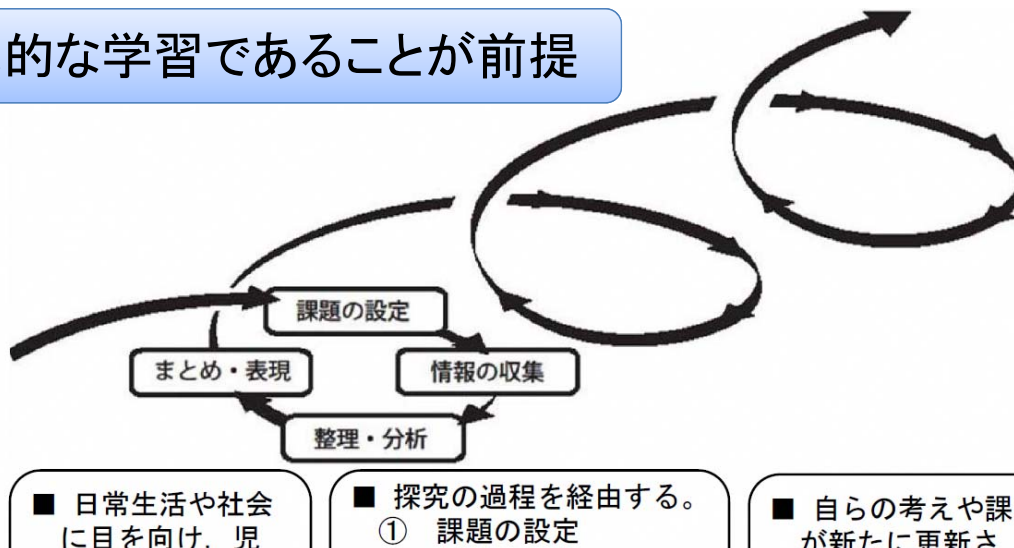 的な学習であることが前提
課題の設定
まとめ・表現
情報の収集
整理・分析
■ 日常生活や社会
に目を向け，児
■ 探究の過程を経由する。
① 課題の設定
■ 自らの考えや課
が新たに更新さ